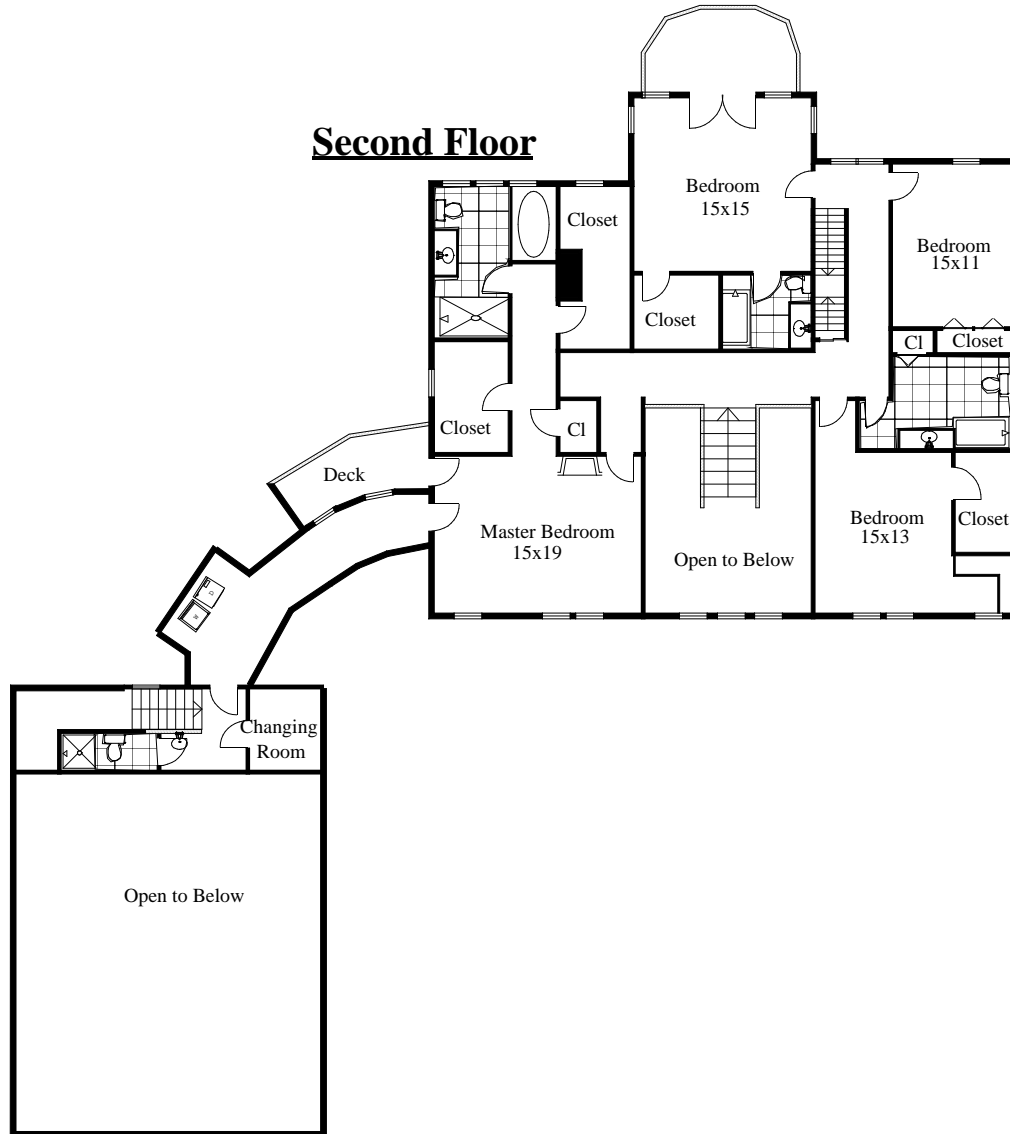 Second Floor
Bedroom
15x15
Closet
Bedroom
15x11
Closet
Cl
Closet
Closet
Cl
Deck
Master Bedroom
15x19
Open to Below
Bedroom
15x13
Closet
Changing
Room
Open to Below